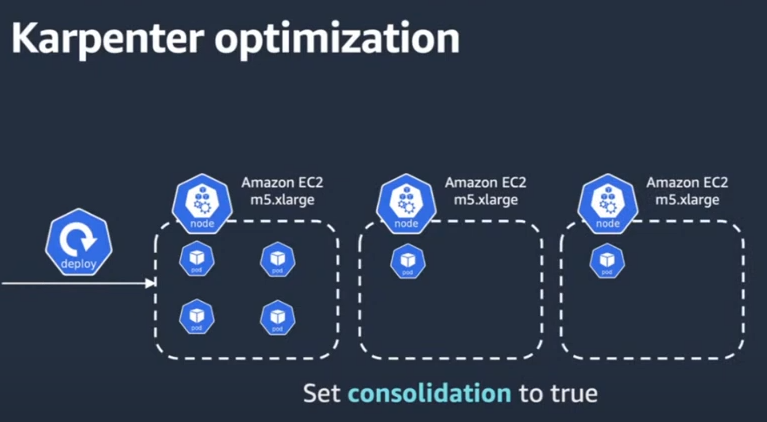 Karpenter optimization
deploy
node
Amazon EC2
m5.xlarge
pod
pod
pod
pod
node
Amazon EC2
m5.xlarge
pod
node
Amazon EC2
m5.xlarge
pod
Set consolidation to true